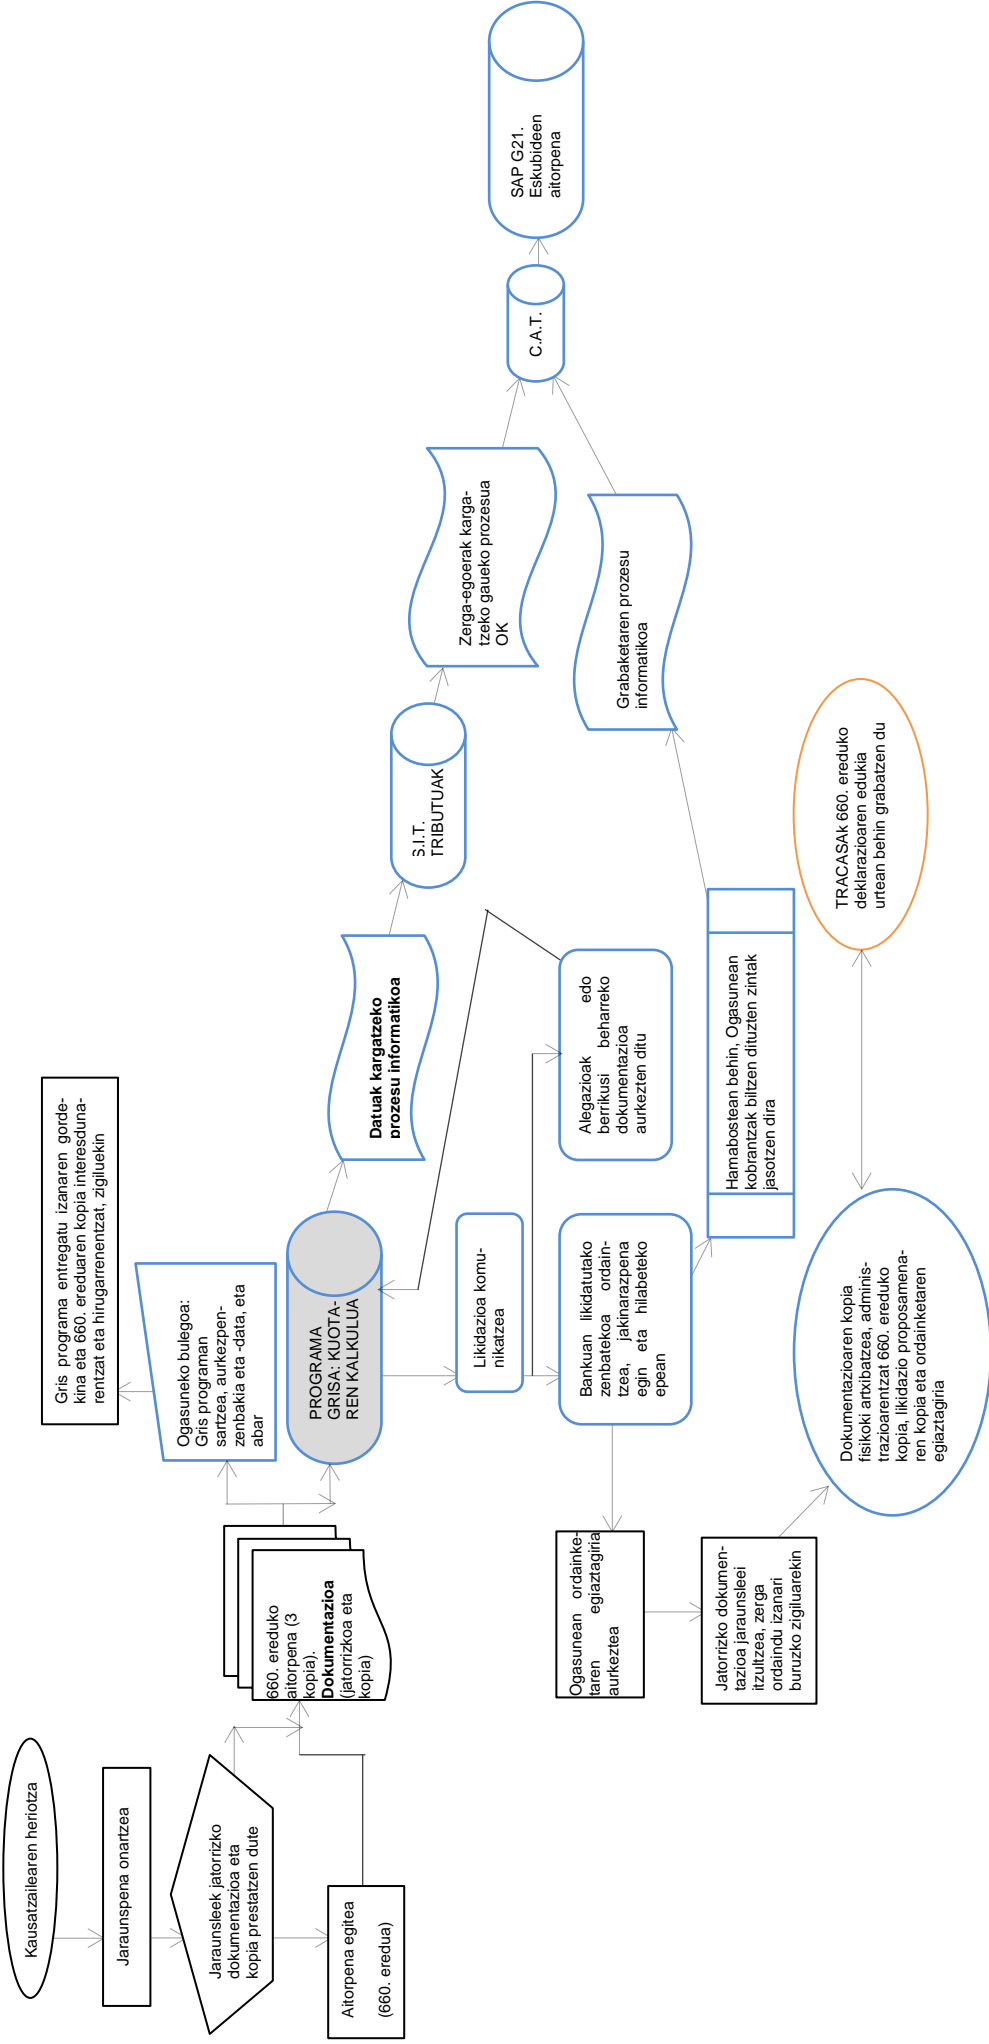 Kausatzailearen heriotza
Jaraunspena onartzea
Jaraunsleek jatorrizko
dokumentazioa eta
kopia prestatzen dute
Aitorpena egitea
(660. eredua)
660. ereduko
aitorpena (3
kopia).
Dokumentazioa
(jatorrizkoa eta
kopia)
Gris programa entregatu izanaren gorde-
kina eta 660. ereduaren kopia interesduna-
rentzat eta hirugarrenentzat, zigiluekin
Ogasuneko bulegoa:
Gris programan
sartzea, aurkezpen-
zenbakia eta -data, eta
abar
PROGRAMA
GRISA: KUOTA-
REN KALKULUA
Datuak kargatzeko
prozesu informatikoa
S.I.T.
TRIBUTUAK
Zerga-egoerak karga-
tzeko gaueko prozesua
OK
C.A.T.
SAP G21.
Eskubideen
aitorpena
Likidazioa komu-
nikatzea
Alegazioak edo
berrikusi beharreko
dokumentazioa
aurkezten ditu
Bankuan likidatutako
zenbatekoa ordain-
tzea, jakinarazpena
egin eta hilabeteko
epean
Ogasunean ordainke-
taren egiaztagiria
aurkeztea
Jatorrizko dokumen-
tazioa jaraunsleei
itzultzea, zerga
ordaindu izanari
buruzko zigiluarekin
Hamabostean behin, Ogasunean
kobrantzak biltzen dituzten zintak
jasotzen dira
Grabaketaren prozesu
informatikoa
Dokumentazioaren kopia
fisikoki artxibatzea, adminis-
trazioarentzat 660. ereduko
kopia, likidazio proposamena-
ren kopia eta ordainketaren
egiaztagiria
TRACASAk 660. ereduko
deklarazioaren edukia
urtean behin grabatzen du